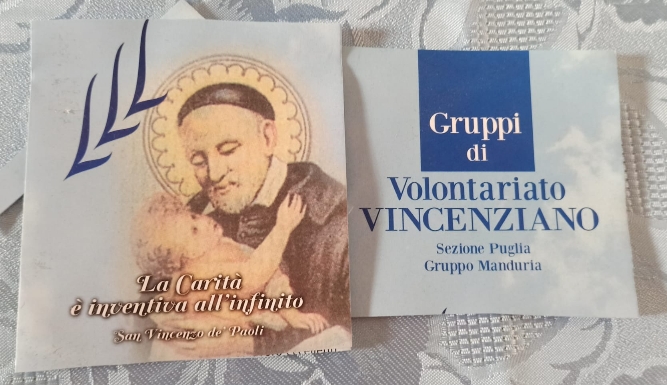 La Carità
è inventiva all'infinito
San Vincenzo de' Paoli
Gruppi
di
Volontariato
VINCENZIANO
Sezione Puglia
Gruppo Manduria